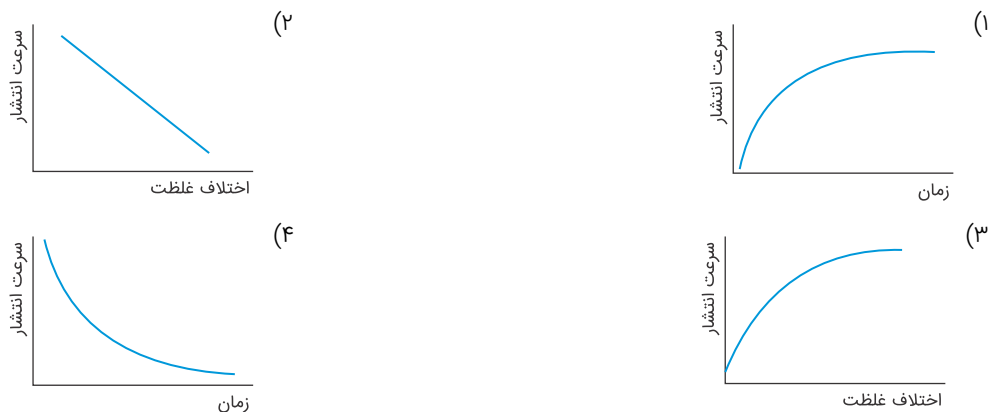 ۱)
سرعت انتشار
زمان
۲)
سرعت انتشار
اختلاف غلظت
۳)
سرعت انتشار
اختلاف غلظت
۴)
سرعت انتشار
زمان